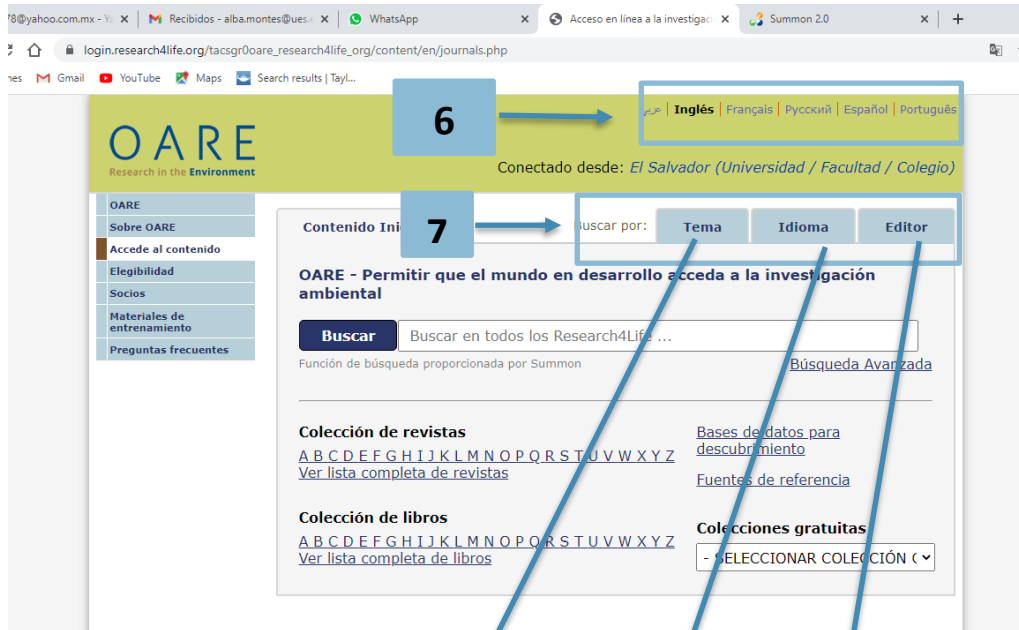 78@yahoo.com.mx - Ya
Recibidos - alba.montes@ues.e
WhatsApp
Acceso en línea a la investigac
Summon 2.0
login.research4life.org/tacsgr0oare_research4life_org/content/en/journals.php
nes
Gmail
YouTube
Maps
Search results | Tayl...
6
عربي | Inglés | Français | Русский | Español | Português
OARE
Research in the Environment
Conectado desde: El Salvador (Universidad / Facultad / Colegio)
OARE
Sobre OARE
Accede al contenido
Elegibilidad
Socios
Materiales de
entrenamiento
Preguntas frecuentes
Contenido Ini
7
Buscar por:
Tema
Idioma
Editor
OARE - Permitir que el mundo en desarrollo acceda a la investigación
ambiental
Buscar
Buscar en todos los Research4Life ...
Función de búsqueda proporcionada por Summon
Búsqueda Avanzada
Colección de revistas
A B C D E F G H I J K L M N O P Q R S T U V W X Y Z
Ver lista completa de revistas
Bases de datos para
descubrimiento
Fuentes de referencia
Colección de libros
A B C D E F G H I J K L M N O P Q R S T U V W X Y Z
Ver lista completa de libros
Colecciones gratuitas
- SELECCIONAR COLECCIÓN (